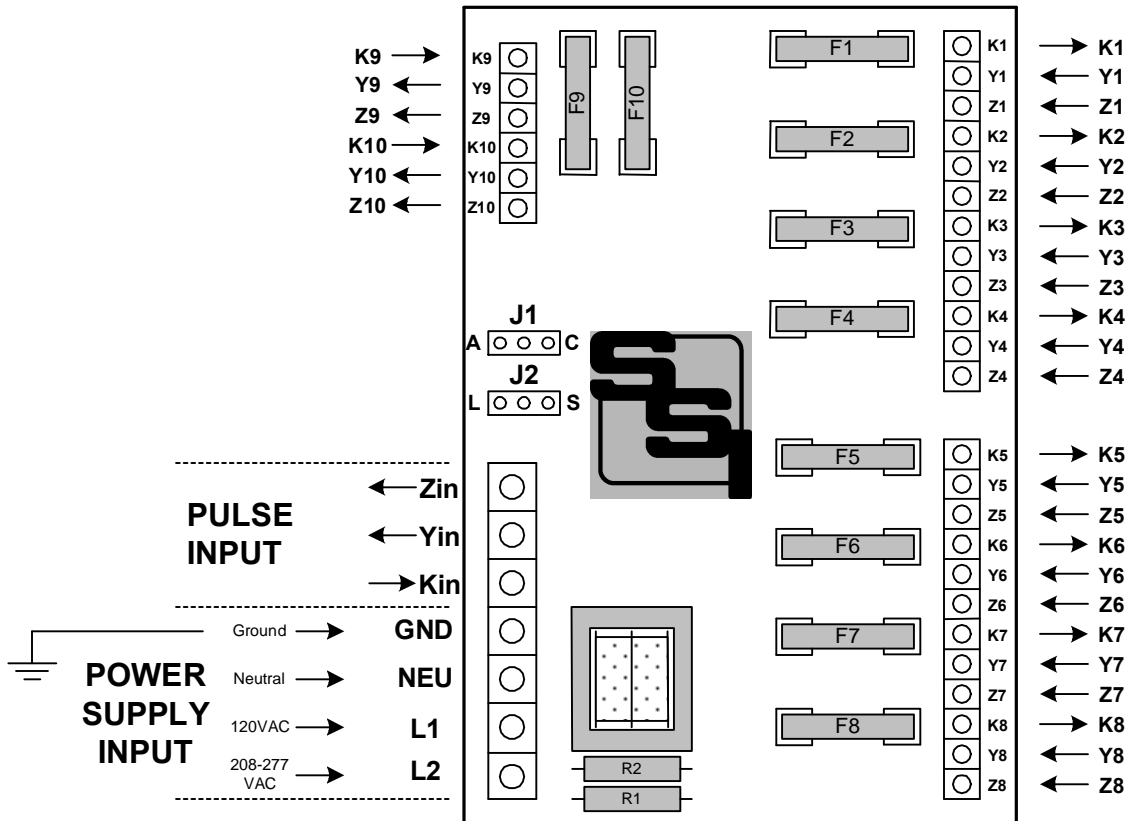 K9 K9
Y9 Y9
Z9 Z9
K10 K10
Y10 Y10
Z10 Z10
F9
F10
F1
F2
F3
F4
K1 K1
Y1 Y1
Z1 Z1
K2 K2
Y2 Y2
Z2 Z2
K3 K3
Y3 Y3
Z3 Z3
K4 K4
Y4 Y4
Z4 Z4
J1
A C
J2
L S
SSI
F5
F6
F7
F8
K5 K5
Y5 Y5
Z5 Z5
K6 K6
Y6 Y6
Z6 Z6
K7 K7
Y7 Y7
Z7 Z7
K8 K8
Y8 Y8
Z8 Z8
PULSE
INPUT
Zin
Yin
Kin
POWER
SUPPLY
INPUT
Ground GND
Neutral NEU
120VAC L1
208-277
VAC
L2
R2
R1